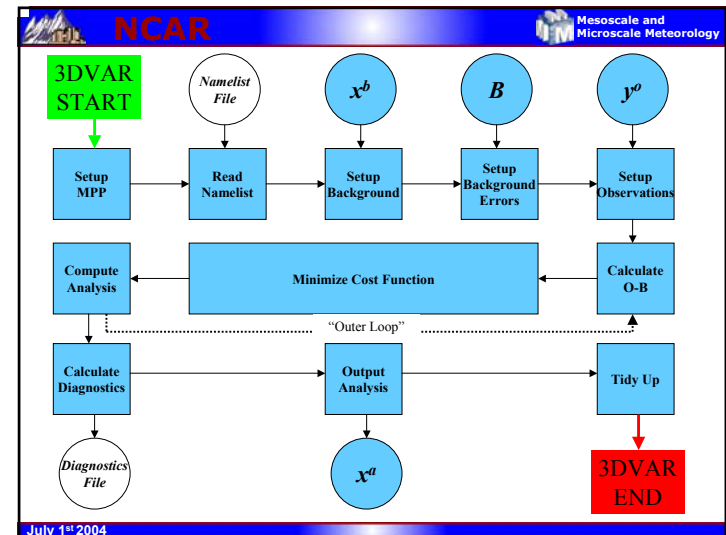 NCAR
Mesoscale and
Microscale Meteorology
3DVAR
START
Namelist
File
x^b
B
y^o
Setup
MPP
Read
Namelist
Setup
Background
Setup
Background
Errors
Setup
Observations
Compute
Analysis
Minimize Cost Function
Calculate
O-B
“Outer Loop”
Calculate
Diagnostics
Output
Analysis
Tidy Up
Diagnostics
File
x^a
3DVAR
END
July 1st 2004